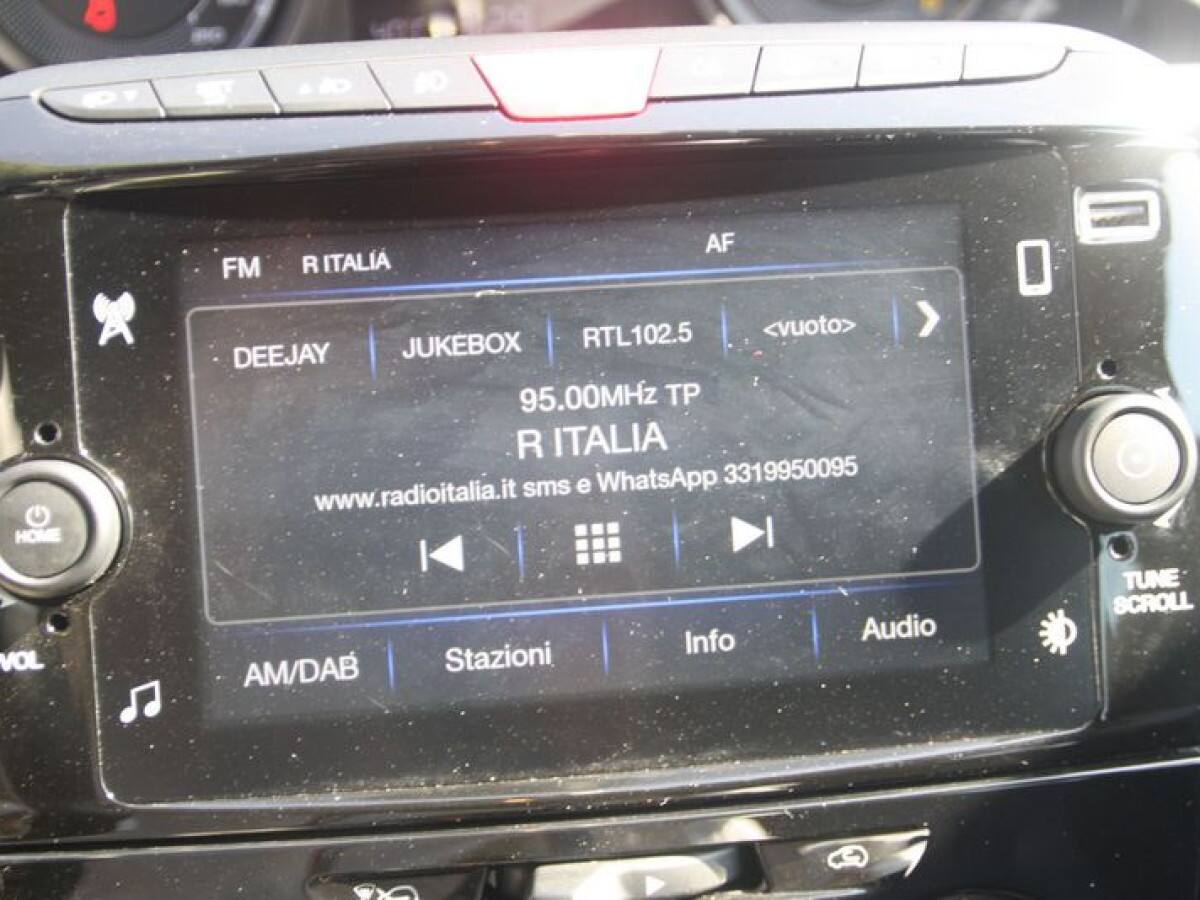 FM R ITALIA AF
DEEJAY JUKEBOX RTL102.5 <vuoto>
95.00MHz TP
R ITALIA
www.radioitalia.it sms e WhatsApp 3319950095
HOME
TUNE
SCROLL
VOL
AM/DAB Stazioni Info Audio